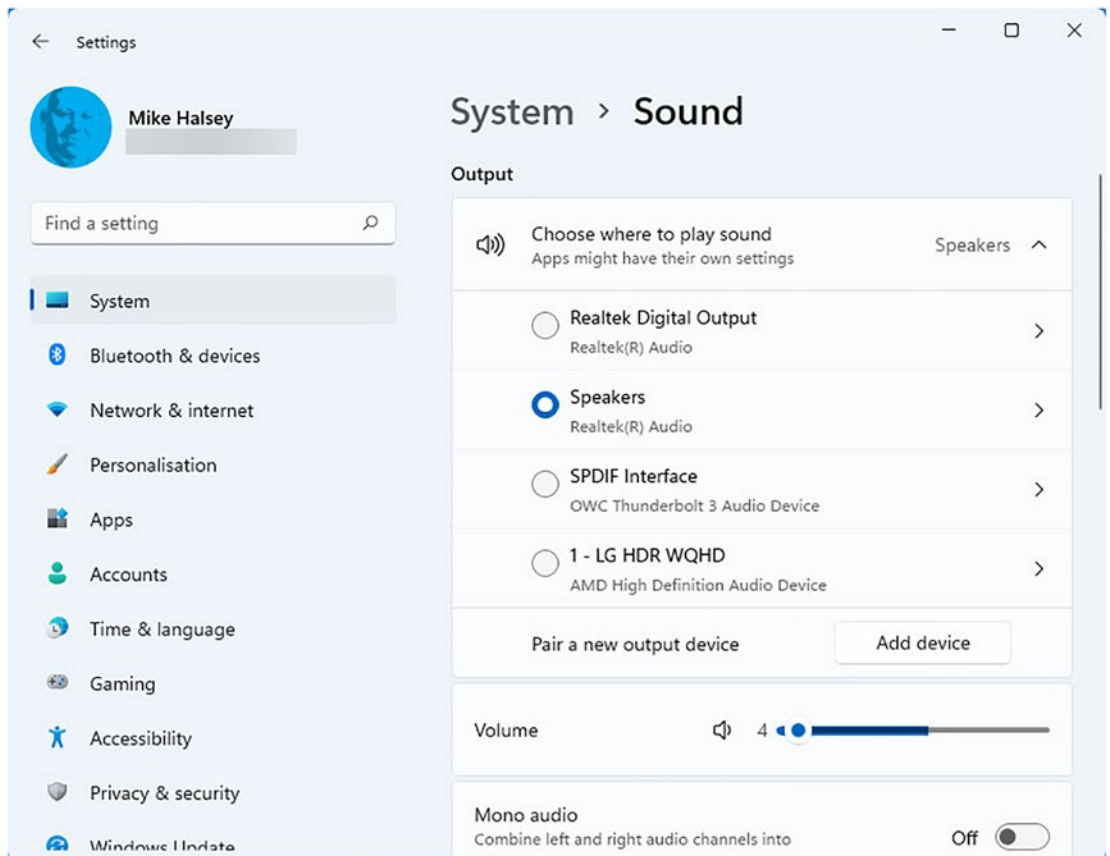 Settings
Mike Halsey
Find a setting
System
Bluetooth & devices
Network & internet
Personalisation
Apps
Accounts
Time & language
Gaming
Accessibility
Privacy & security
Windows Update
System > Sound
Output
Choose where to play sound
Apps might have their own settings
Speakers
Realtek Digital Output
Realtek(R) Audio
Speakers
Realtek(R) Audio
SPDIF Interface
OWC Thunderbolt 3 Audio Device
1 - LG HDR WQHD
AMD High Definition Audio Device
Pair a new output device
Add device
Volume
4
Mono audio
Combine left and right audio channels into
Off